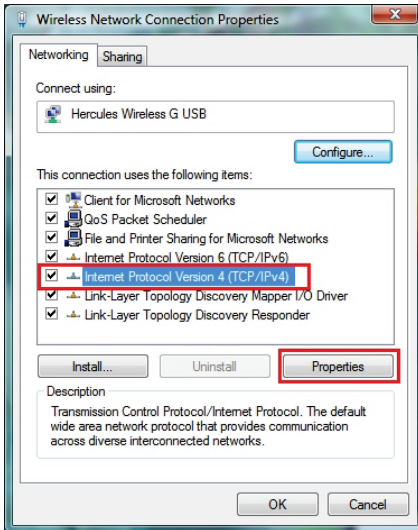 Wireless Network Connection Properties
Networking
Sharing
Connect using:
Hercules Wireless G USB
Configure...
This connection uses the following items:
Client for Microsoft Networks
QoS Packet Scheduler
File and Printer Sharing for Microsoft Networks
Internet Protocol Version 6 (TCP/IPv6)
Internet Protocol Version 4 (TCP/IPv4)
Link-Layer Topology Discovery Mapper I/O Driver
Link-Layer Topology Discovery Responder
Install...
Uninstall
Properties
Description
Transmission Control Protocol/Internet Protocol. The default
wide area network protocol that provides communication
across diverse interconnected networks.
OK
Cancel